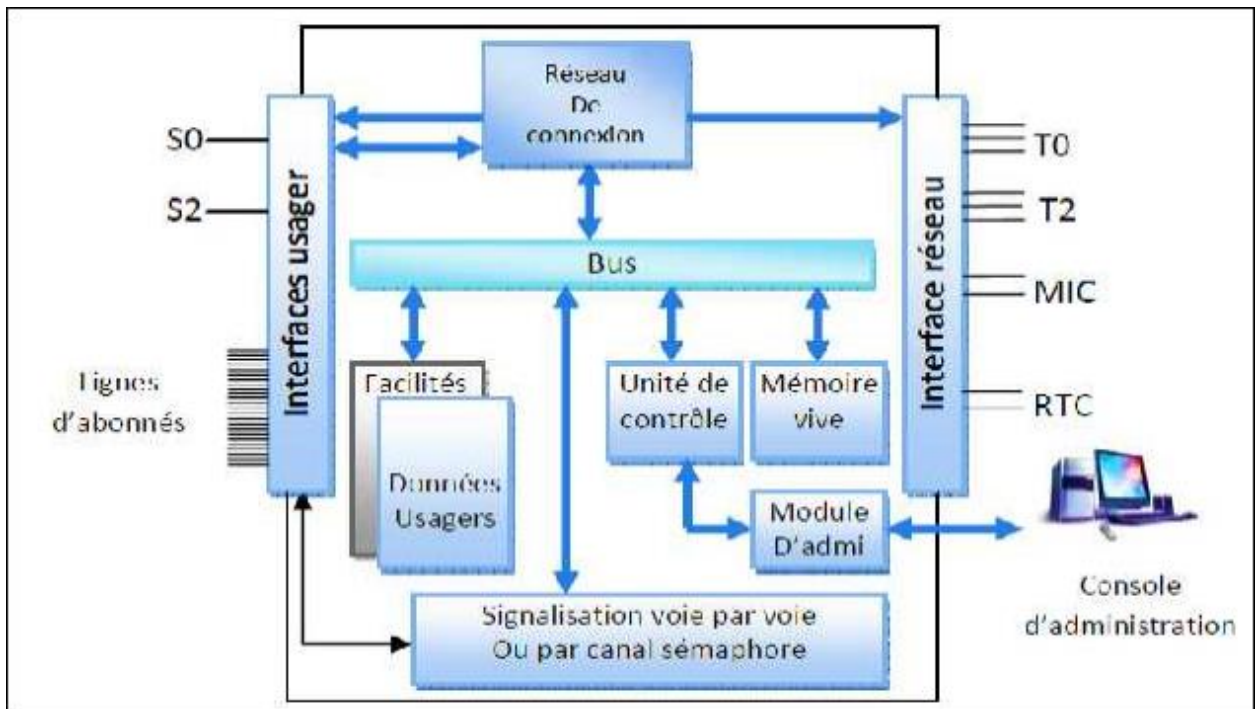 Réseau
De
connexion
S0
S2
Interfaces usager
Lignes
d'abonnés
Bus
Facilités
Données
Usagers
Unité de
contrôle
Mémoire
vive
Module
D'admi
Signalisation voie par voie
Ou par canal sémaphore
Interface réseau
T0
T2
MIC
RTC
Console
d'administration